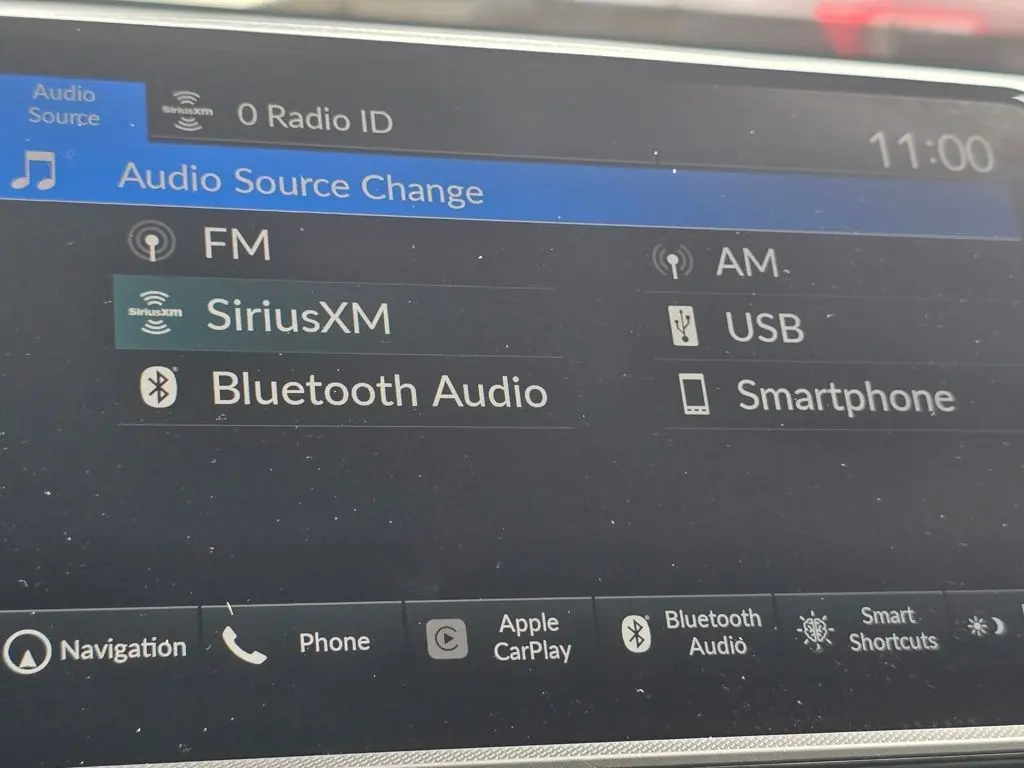 Audio
Source
SiriusXM
0 Radio ID
11:00
Audio Source Change
FM
AM
SiriusXM
SiriusXM
USB
Bluetooth Audio
Smartphone
Navigation
Phone
Apple
CarPlay
Bluetooth
Audio
Smart
Shortcuts